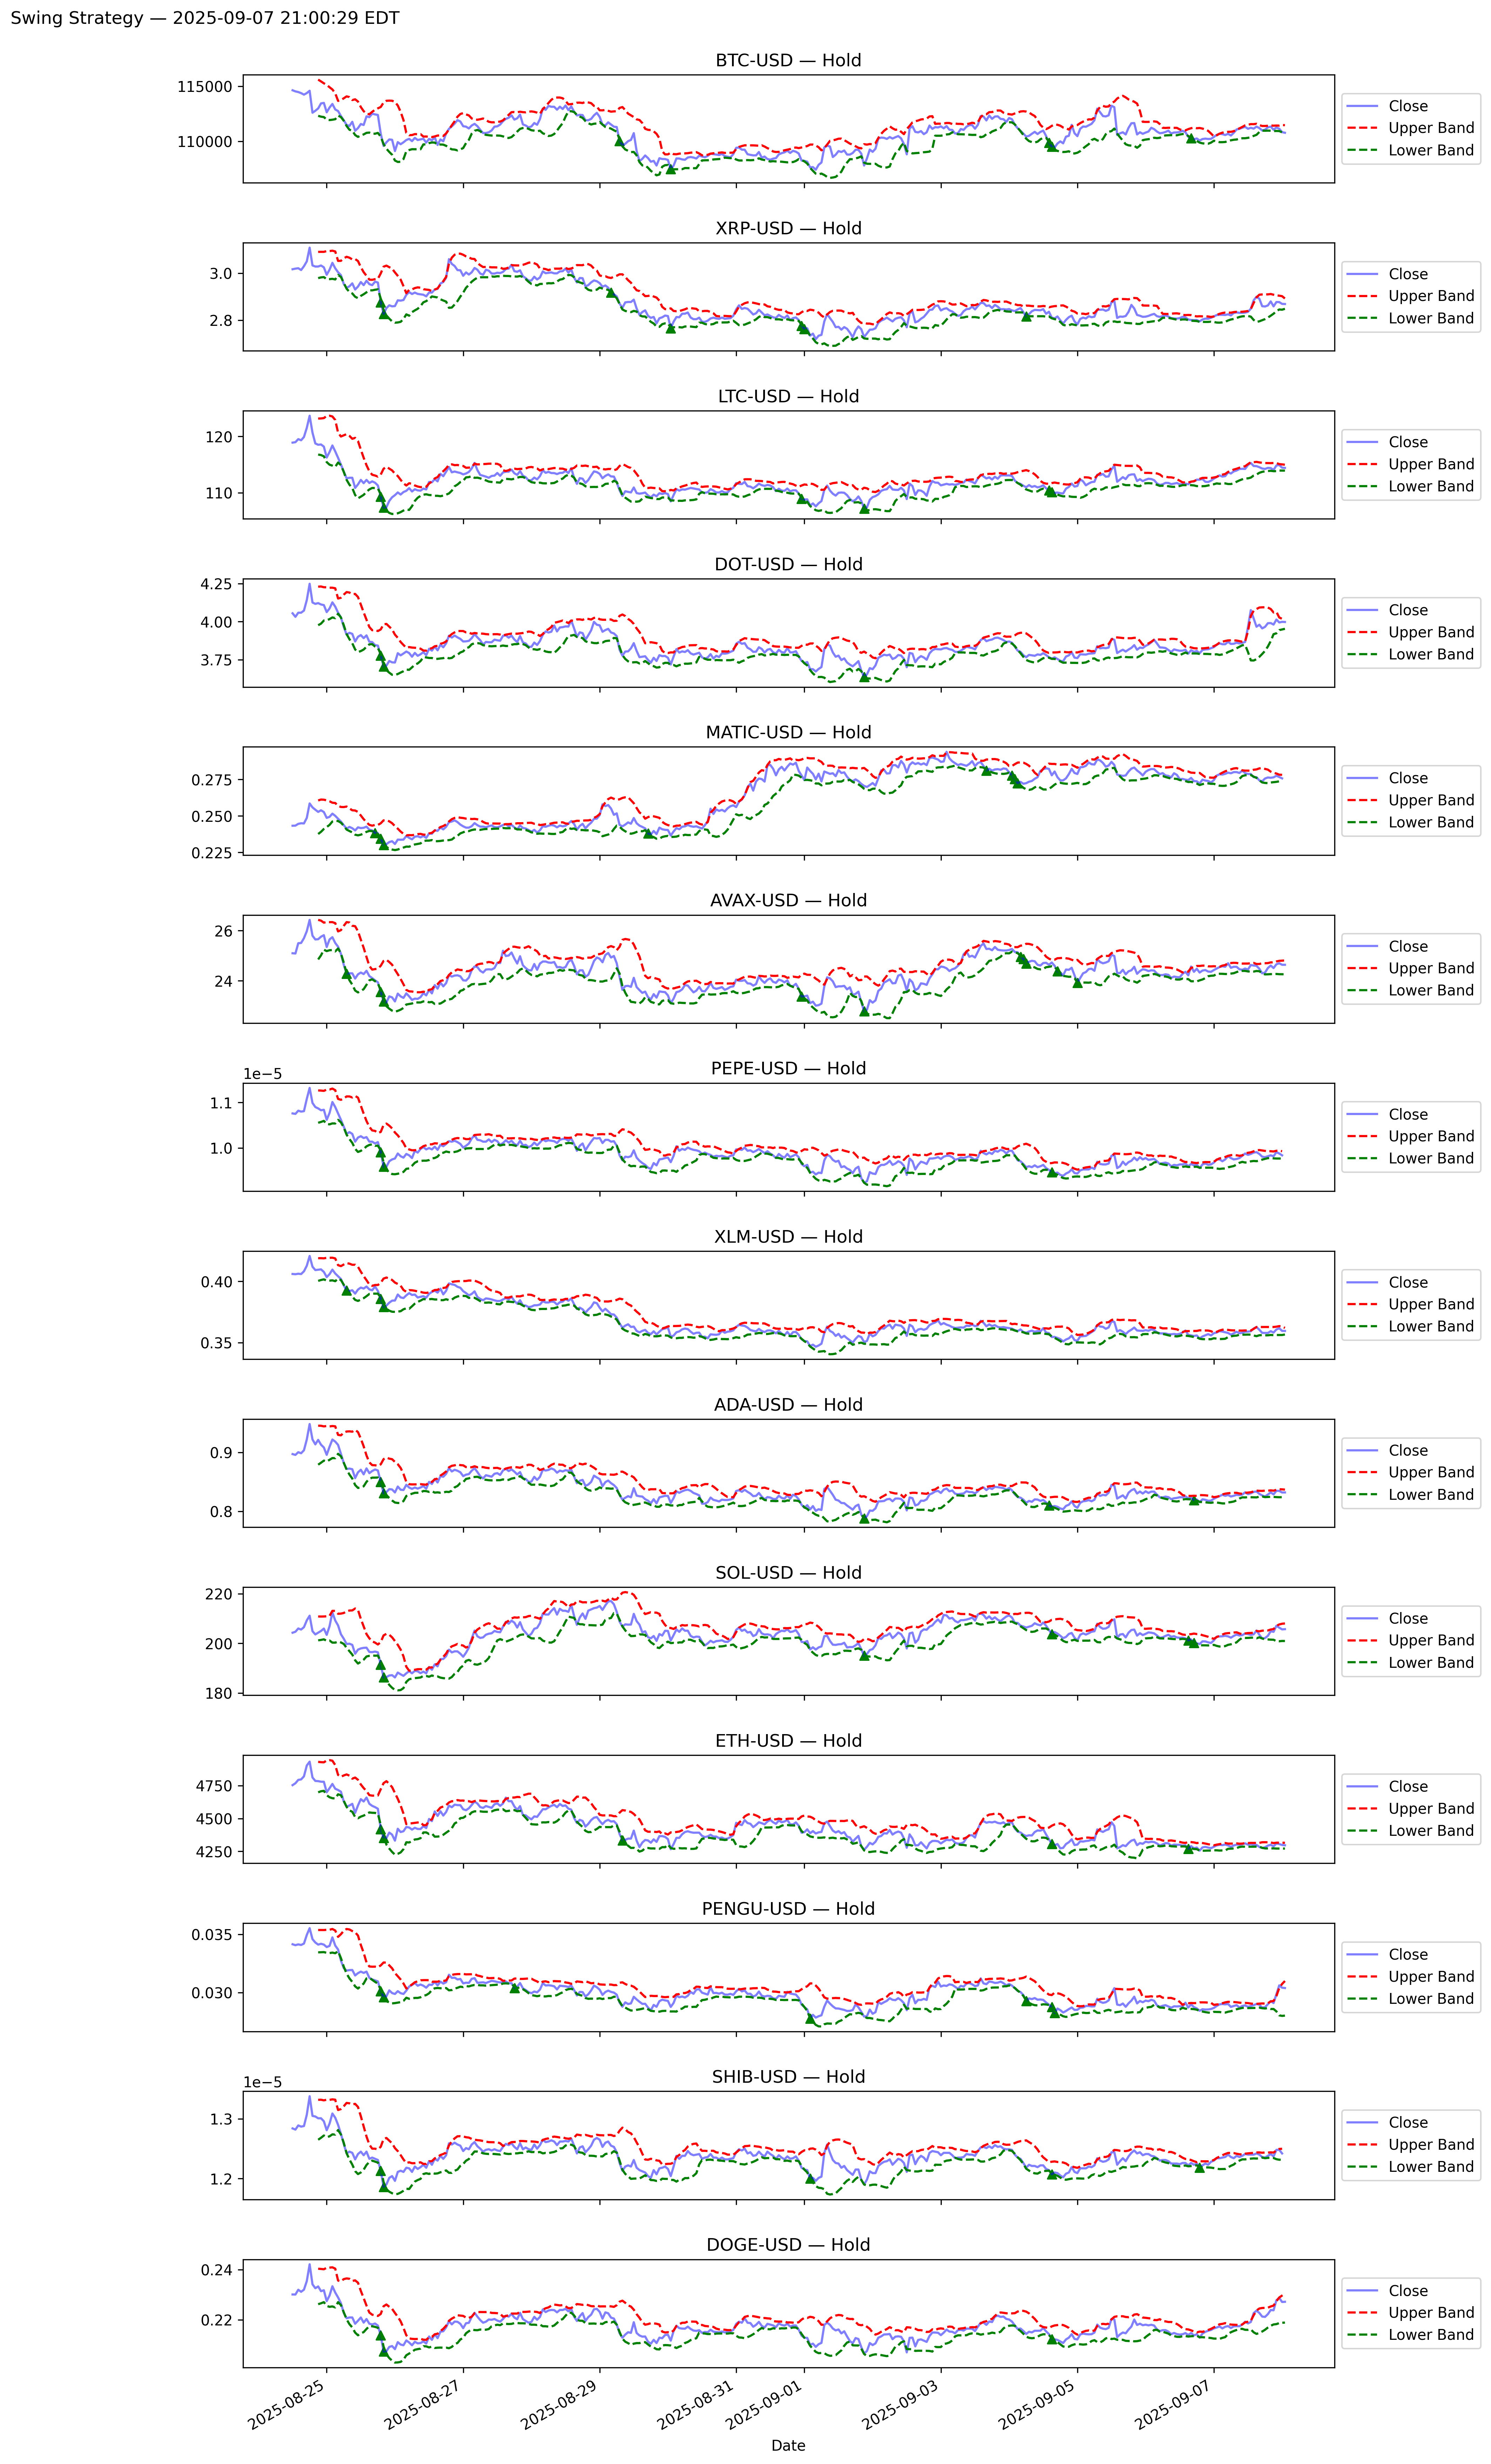 Swing Strategy — 2025-09-07 21:00:29 EDT
BTC-USD — Hold
115000
110000
Close
Upper Band
Lower Band
XRP-USD — Hold
3.0
2.8
Close
Upper Band
Lower Band
LTC-USD — Hold
120
110
Close
Upper Band
Lower Band
DOT-USD — Hold
4.25
4.00
3.75
Close
Upper Band
Lower Band
MATIC-USD — Hold
0.275
0.250
0.225
Close
Upper Band
Lower Band
AVAX-USD — Hold
26
24
Close
Upper Band
Lower Band
PEPE-USD — Hold
1e−5
1.1
1.0
Close
Upper Band
Lower Band
XLM-USD — Hold
0.40
0.35
Close
Upper Band
Lower Band
ADA-USD — Hold
0.9
0.8
Close
Upper Band
Lower Band
SOL-USD — Hold
220
200
180
Close
Upper Band
Lower Band
ETH-USD — Hold
4750
4500
4250
Close
Upper Band
Lower Band
PENGU-USD — Hold
0.035
0.030
Close
Upper Band
Lower Band
SHIB-USD — Hold
1e−5
1.3
1.2
Close
Upper Band
Lower Band
DOGE-USD — Hold
0.24
0.22
Close
Upper Band
Lower Band
2025-08-25
2025-08-27
2025-08-29
2025-08-31
2025-09-01
2025-09-03
2025-09-05
2025-09-07
Date